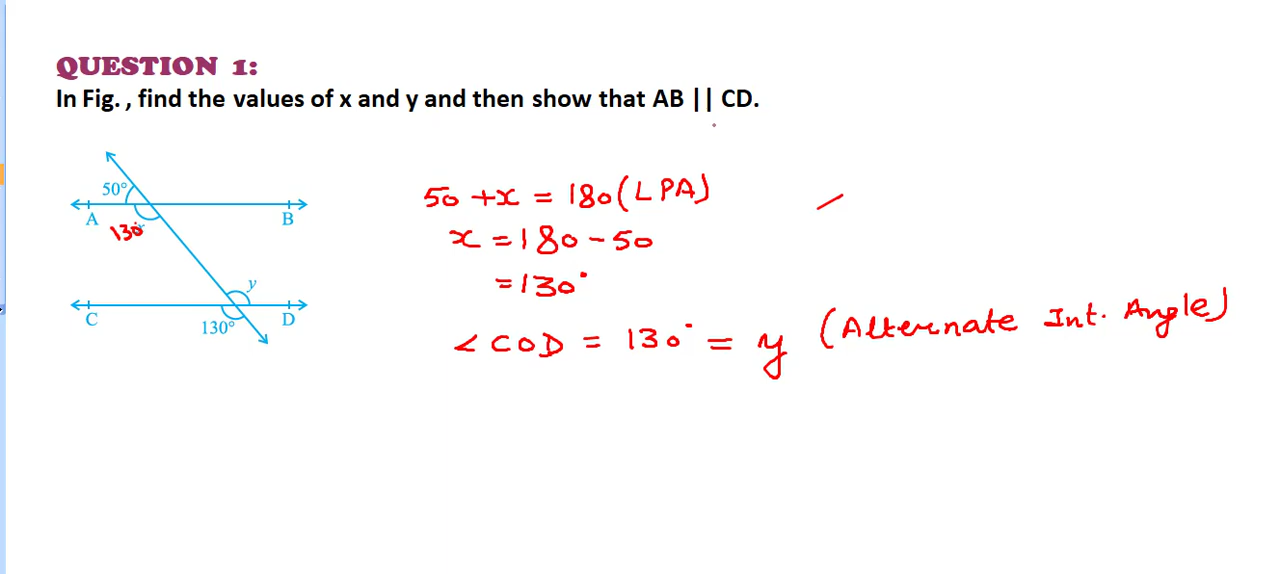 QUESTION 1:
In Fig. , find the values of x and y and then show that AB || CD.
50°
A
B
130°
y
C
130°
D
50 + x = 180 (LPA)
x = 180 - 50
= 130°
< COD = 130° = y (Alternate Int. Angle)